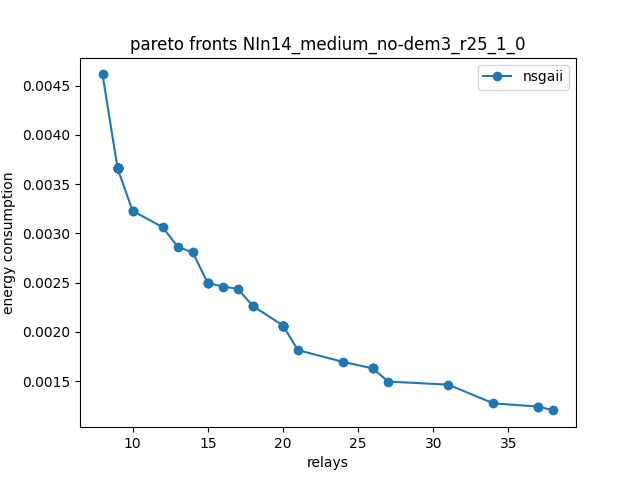 pareto fronts NIn14_medium_no-dem3_r25_1_0
nsgaii
energy consumption
0.0045
0.0040
0.0035
0.0030
0.0025
0.0020
0.0015
10 15 20 25 30 35
relays